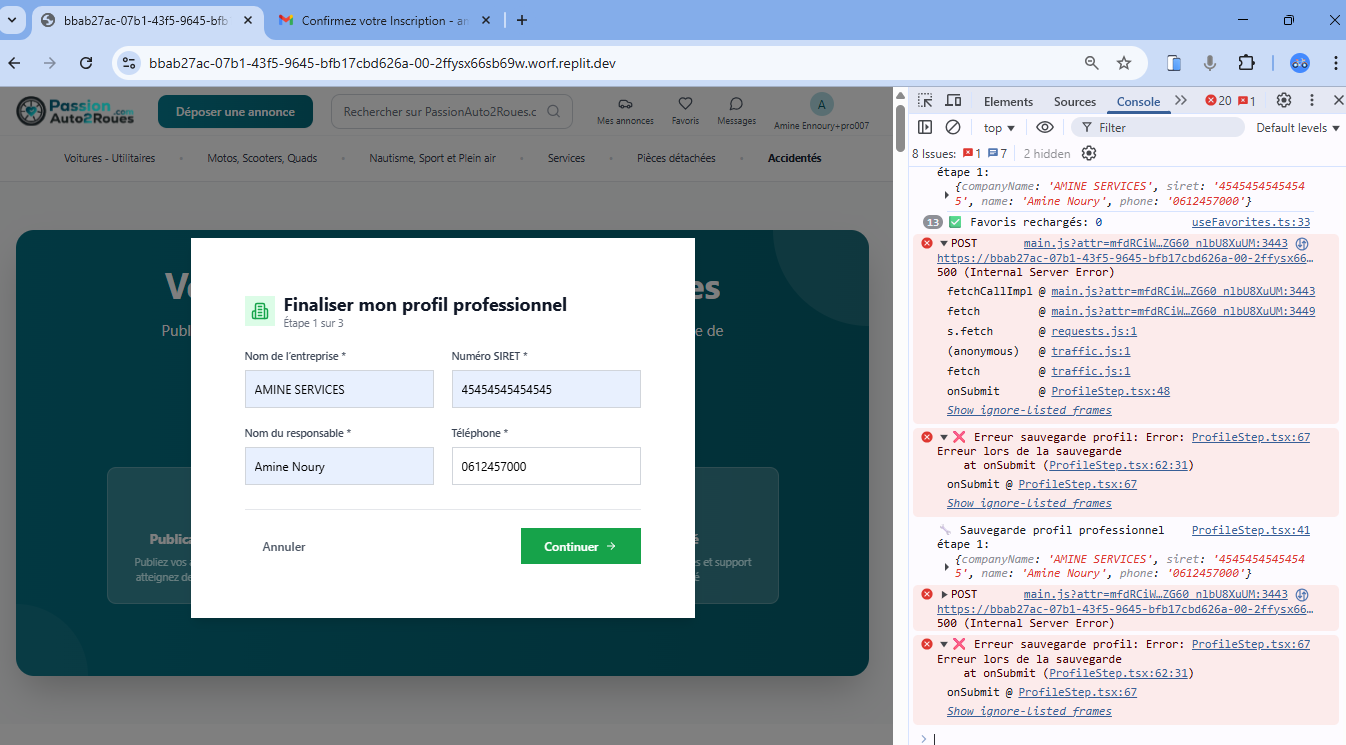 bbab27ac-07b1-43f5-9645-bfb
Confirmez votre Inscription - an
bbab27ac-07b1-43f5-9645-bfb17cbd626a-00-2ffysx66sb69w.worf.replit.dev
Passion.com
Auto2Roues
Déposer une annonce
Rechercher sur PassionAuto2Roues.c
Mes annonces
Favoris
Messages
A
Amine Ennoury+pro007
Voitures - Utilitaires
Motos, Scooters, Quads
Nautisme, Sport et Plein air
Services
Pièces détachées
Accidentés
Finaliser mon profil professionnel
Étape 1 sur 3
Nom de l'entreprise *
Numéro SIRET *
AMINE SERVICES
45454545454545
Nom du responsable *
Téléphone *
Amine Noury
0612457000
Annuler
Continuer →
V
es
Publ
e de
Publica
é
Publiez vos a
s et support
atteignez de
é
Elements
Sources
Console
20
1
top
Filter
Default levels
8 Issues:
1
7
2 hidden
étape 1:
{companyName: 'AMINE SERVICES', siret: '4545454545454
5', name: 'Amine Noury', phone: '0612457000'}
13 ✅ Favoris rechargés: 0 useFavorites.ts:33
POST main.js?attr=mfdRCiW…ZG60_nlbU8XuUM:3443
https://bbab27ac-07b1-43f5-9645-bfb17cbd626a-00-2ffysx66…
500 (Internal Server Error)
fetchCallImpl @ main.js?attr=mfdRCiW…ZG60_nlbU8XuUM:3443
fetch @ main.js?attr=mfdRCiW…ZG60_nlbU8XuUM:3449
s.fetch @ requests.js:1
(anonymous) @ traffic.js:1
fetch @ traffic.js:1
onSubmit @ ProfileStep.tsx:48
Show ignore-listed frames
❌ Erreur sauvegarde profil: Error: ProfileStep.tsx:67
Erreur lors de la sauvegarde
at onSubmit (ProfileStep.tsx:62:31)
onSubmit @ ProfileStep.tsx:67
Show ignore-listed frames
🔧 Sauvegarde profil professionnel ProfileStep.tsx:41
étape 1:
{companyName: 'AMINE SERVICES', siret: '4545454545454
5', name: 'Amine Noury', phone: '0612457000'}
POST main.js?attr=mfdRCiW…ZG60_nlbU8XuUM:3443
https://bbab27ac-07b1-43f5-9645-bfb17cbd626a-00-2ffysx66…
500 (Internal Server Error)
❌ Erreur sauvegarde profil: Error: ProfileStep.tsx:67
Erreur lors de la sauvegarde
at onSubmit (ProfileStep.tsx:62:31)
onSubmit @ ProfileStep.tsx:67
Show ignore-listed frames